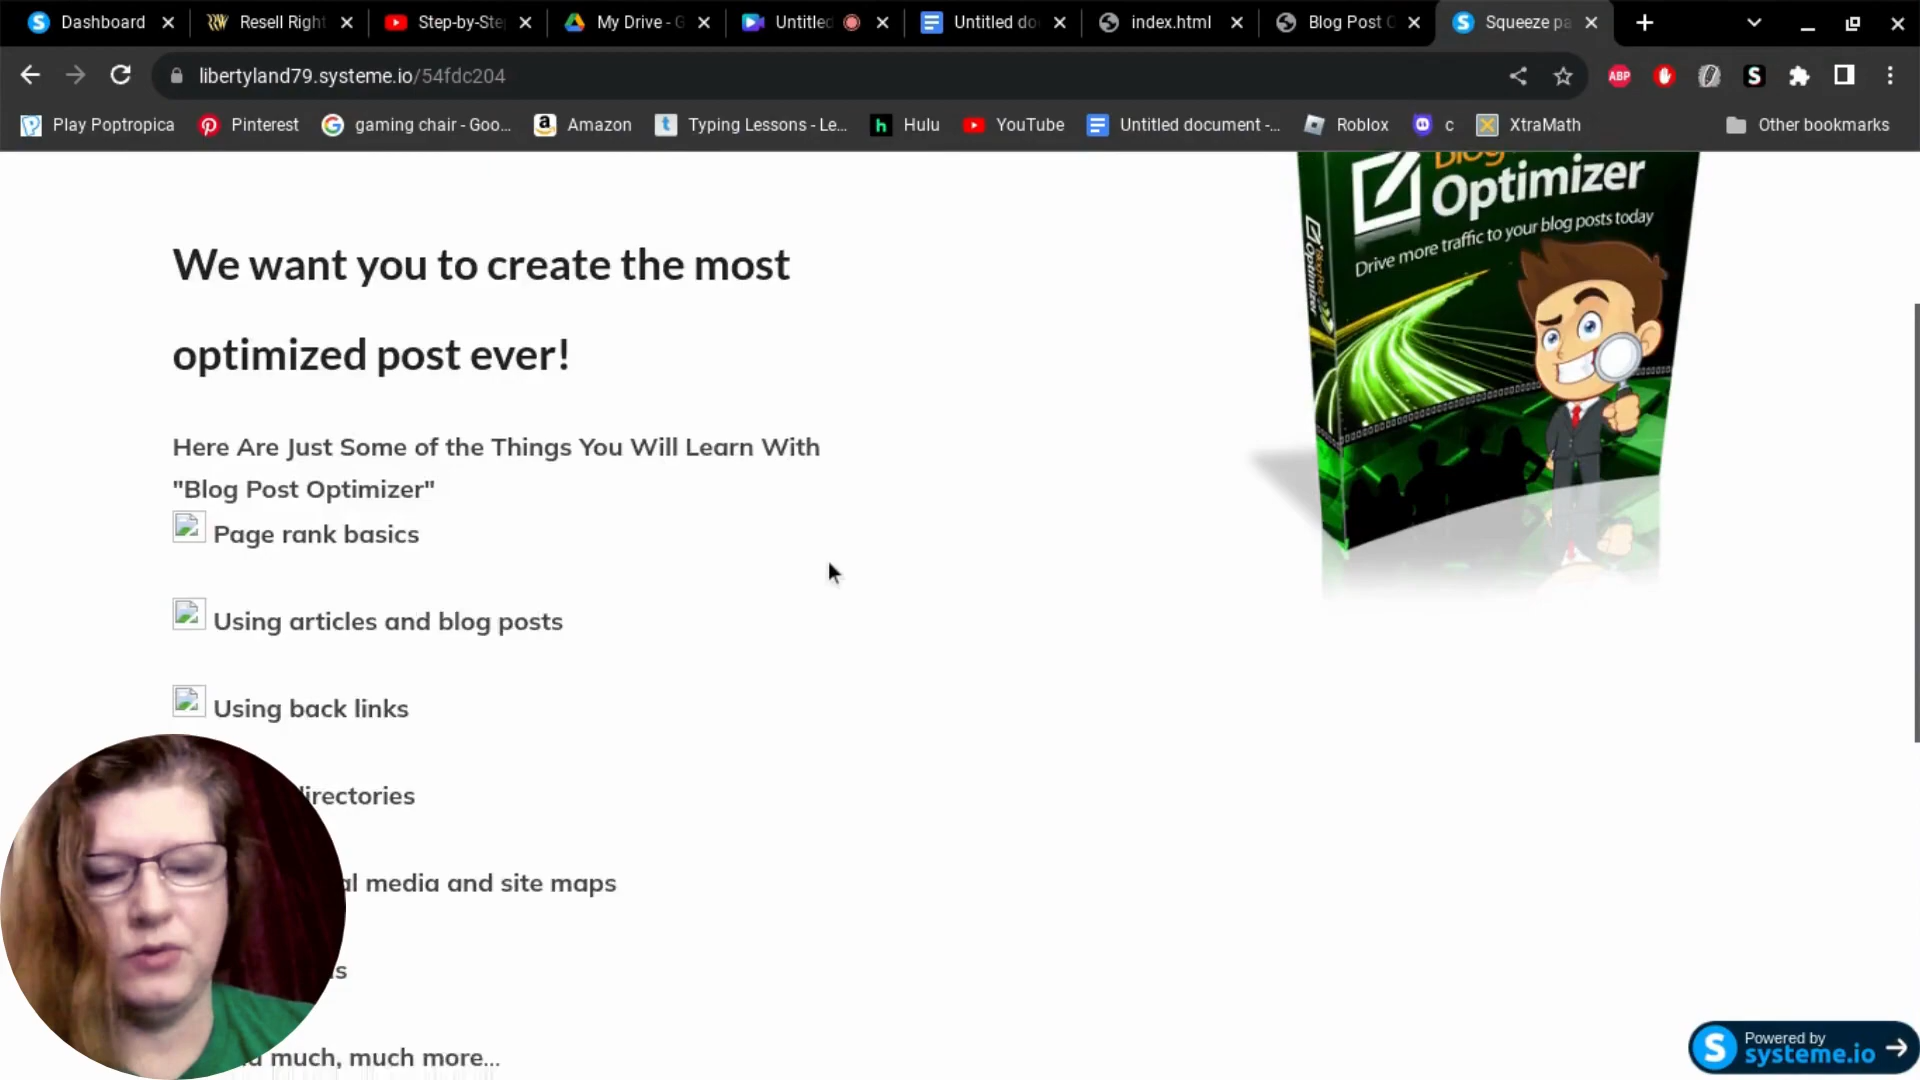 Dashboard
Resell Right
Step-by-Ste
My Drive - G
Untitled
Untitled do
index.html
Blog Post O
Squeeze pa
libertyland79.systeme.io/54fdc204
ABP
Play Poptropica
Pinterest
gaming chair - Goo...
Amazon
Typing Lessons - Le...
Hulu
YouTube
Untitled document -...
Roblox
c
XtraMath
Other bookmarks
Blog
Optimizer
Drive more traffic to your blog posts today
We want you to create the most
optimized post ever!
Here Are Just Some of the Things You Will Learn With
"Blog Post Optimizer"
Page rank basics
Using articles and blog posts
Using back links
directories
al media and site maps
s
much, much more...
Powered by
systeme.io